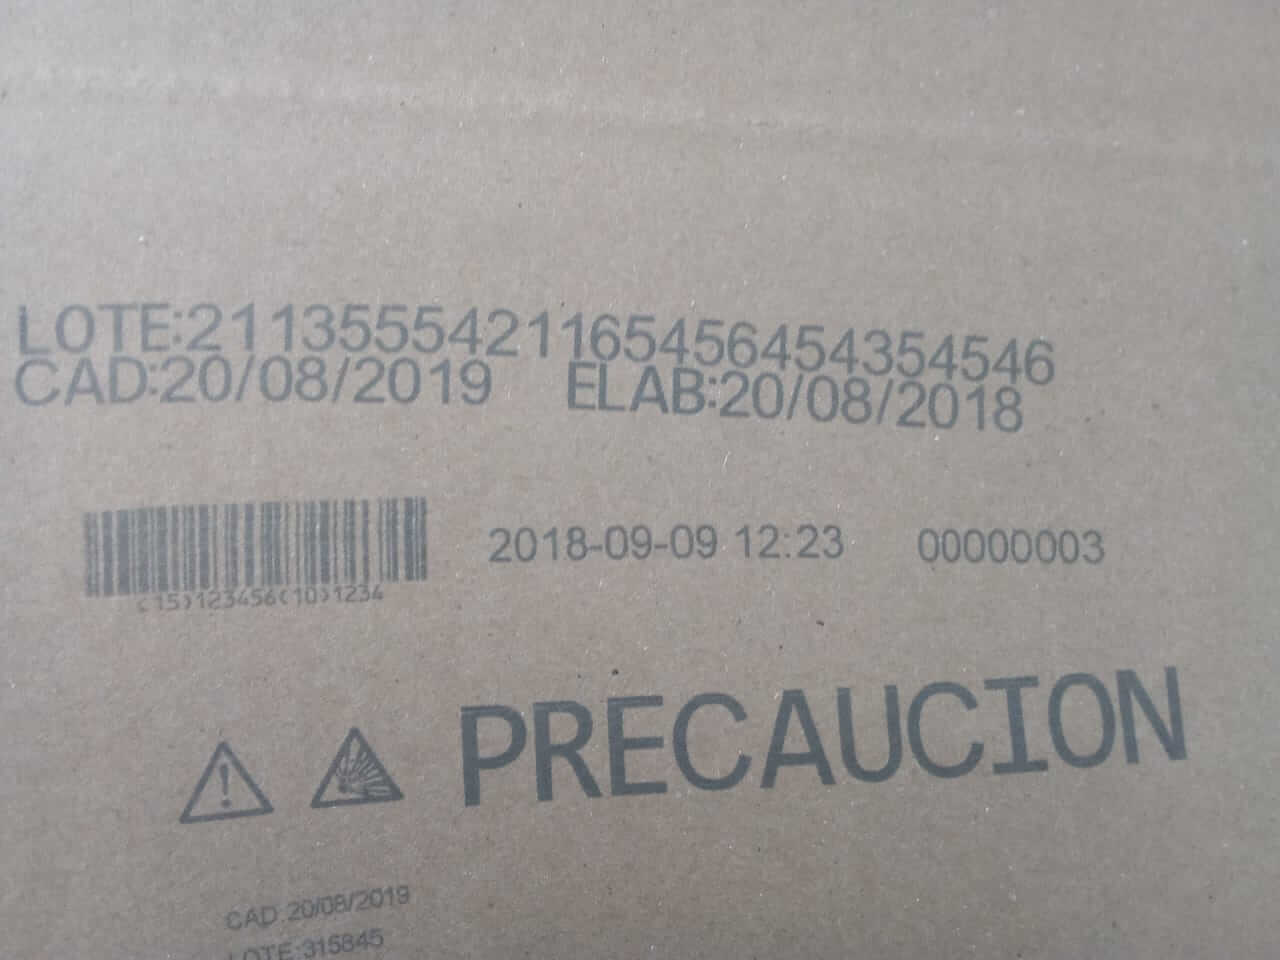 LOTE:21135555421165456454354546
CAD:20/08/2019 ELAB:20/08/2018
2018-09-09 12:23 00000003
(15)123456(10)1234
PRECAUCION
CAD:20/08/2019
LOTE:315845